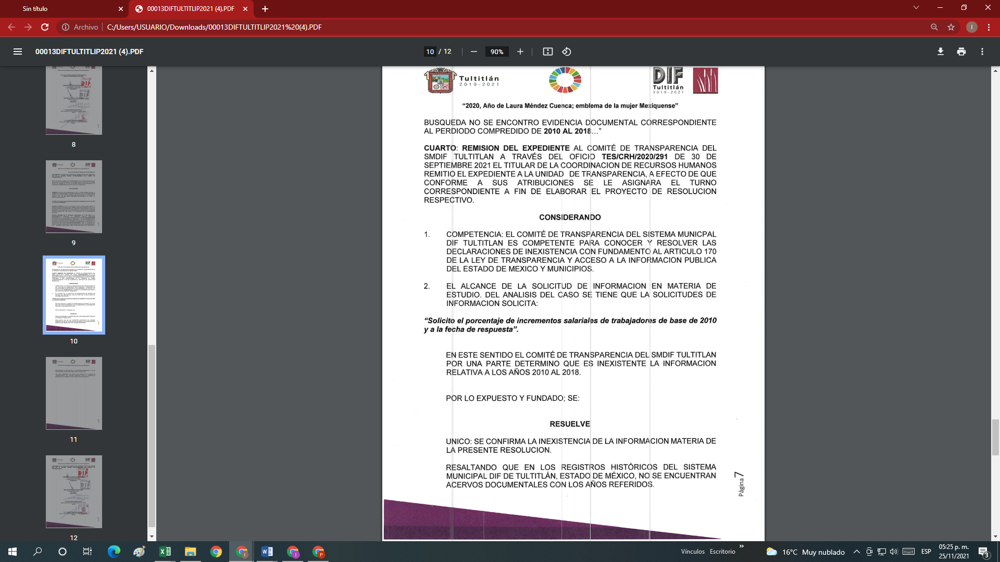 Sin título
00013DIFTULTITLIP2021 (4).PDF
Archivo
C:/Users/USUARIO/Downloads/00013DIFTULTITLIP2021%20(4).PDF
I
00013DIFTULTITLIP2021 (4).PDF
10 / 12
90%
8
9
10
11
12
Tultitlán
2019-2021
DIF
Tultitlán
2019-2021
“2020, Año de Laura Méndez Cuenca; emblema de la mujer Mexiquense”
BUSQUEDA NO SE ENCONTRO EVIDENCIA DOCUMENTAL CORRESPONDIENTE
AL PERDIODO COMPREDIDO DE 2010 AL 2018…”
CUARTO: REMISION DEL EXPEDIENTE AL COMITÉ DE TRANSPARENCIA DEL
SMDIF TULTITLAN A TRAVÉS DEL OFICIO TES/CRH/2020/291 DE 30 DE
SEPTIEMBRE 2021 EL TITULAR DE LA COORDINACION DE RECURSOS HUMANOS
REMITIO EL EXPEDIENTE A LA UNIDAD DE TRANSPARENCIA, A EFECTO DE QUE
CONFORME A SUS ATRIBUCIONES SE LE ASIGNARA EL TURNO
CORRESPONDIENTE A FIN DE ELABORAR EL PROYECTO DE RESOLUCION
RESPECTIVO.
CONSIDERANDO
1. COMPETENCIA: EL COMITÉ DE TRANSPARENCIA DEL SISTEMA MUNICPAL
DIF TULTITLAN ES COMPETENTE PARA CONOCER Y RESOLVER LAS
DECLARACIONES DE INEXISTENCIA CON FUNDAMENTO AL ARTICULO 170
DE LA LEY DE TRANSPARENCIA Y ACCESO A LA INFORMACION PUBLICA
DEL ESTADO DE MEXICO Y MUNICIPIOS.
2. EL ALCANCE DE LA SOLICITUD DE INFORMACION EN MATERIA DE
ESTUDIO. DEL ANALISIS DEL CASO SE TIENE QUE LA SOLICITUDES DE
INFORMACION SOLICITA:
“Solicito el porcentaje de incrementos salariales de trabajadores de base de 2010
y a la fecha de respuesta”.
EN ESTE SENTIDO EL COMITÉ DE TRANSPARENCIA DEL SMDIF TULTITLAN
POR UNA PARTE DETERMINO QUE ES INEXISTENTE LA INFORMACION
RELATIVA A LOS AÑOS 2010 AL 2018.
POR LO EXPUESTO Y FUNDADO; SE:
RESUELVE
UNICO: SE CONFIRMA LA INEXISTENCIA DE LA INFORMACION MATERIA DE
LA PRESENTE RESOLUCION.
RESALTANDO QUE EN LOS REGISTROS HISTÓRICOS DEL SISTEMA
MUNICIPAL DIF DE TULTITLÁN, ESTADO DE MÉXICO, NO SE ENCUENTRAN
ACERVOS DOCUMENTALES CON LOS AÑOS REFERIDOS.
Página 7
Vínculos
Escritorio
16°C Muy nublado
ESP
05:25 p. m.
25/11/2021
3